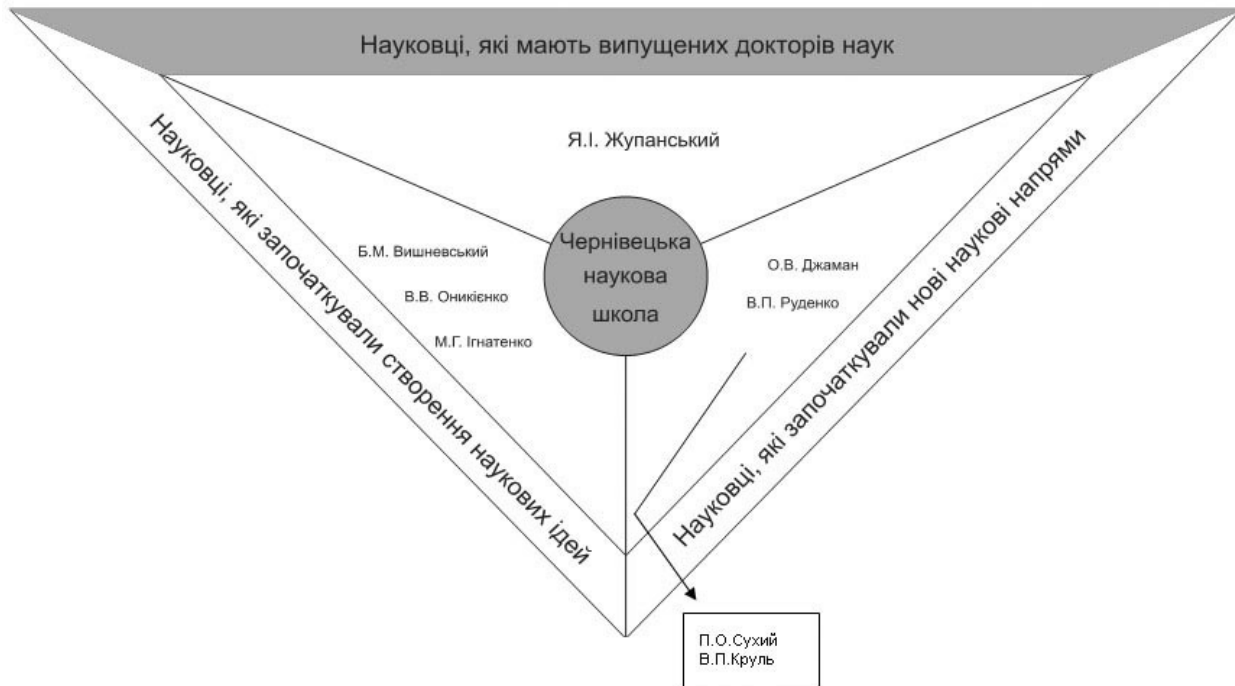 Науковці, які мають випущених докторів наук
Я.І. Жупанський
Науковці, які започаткували створення наукових ідей
Б.М. Вишневський
В.В. Оникієнко
М.Г. Ігнатенко
Чернівецька
наукова
школа
О.В. Джаман
В.П. Руденко
Науковці, які започаткували нові наукові напрями
П.О.Сухий
В.П.Круль